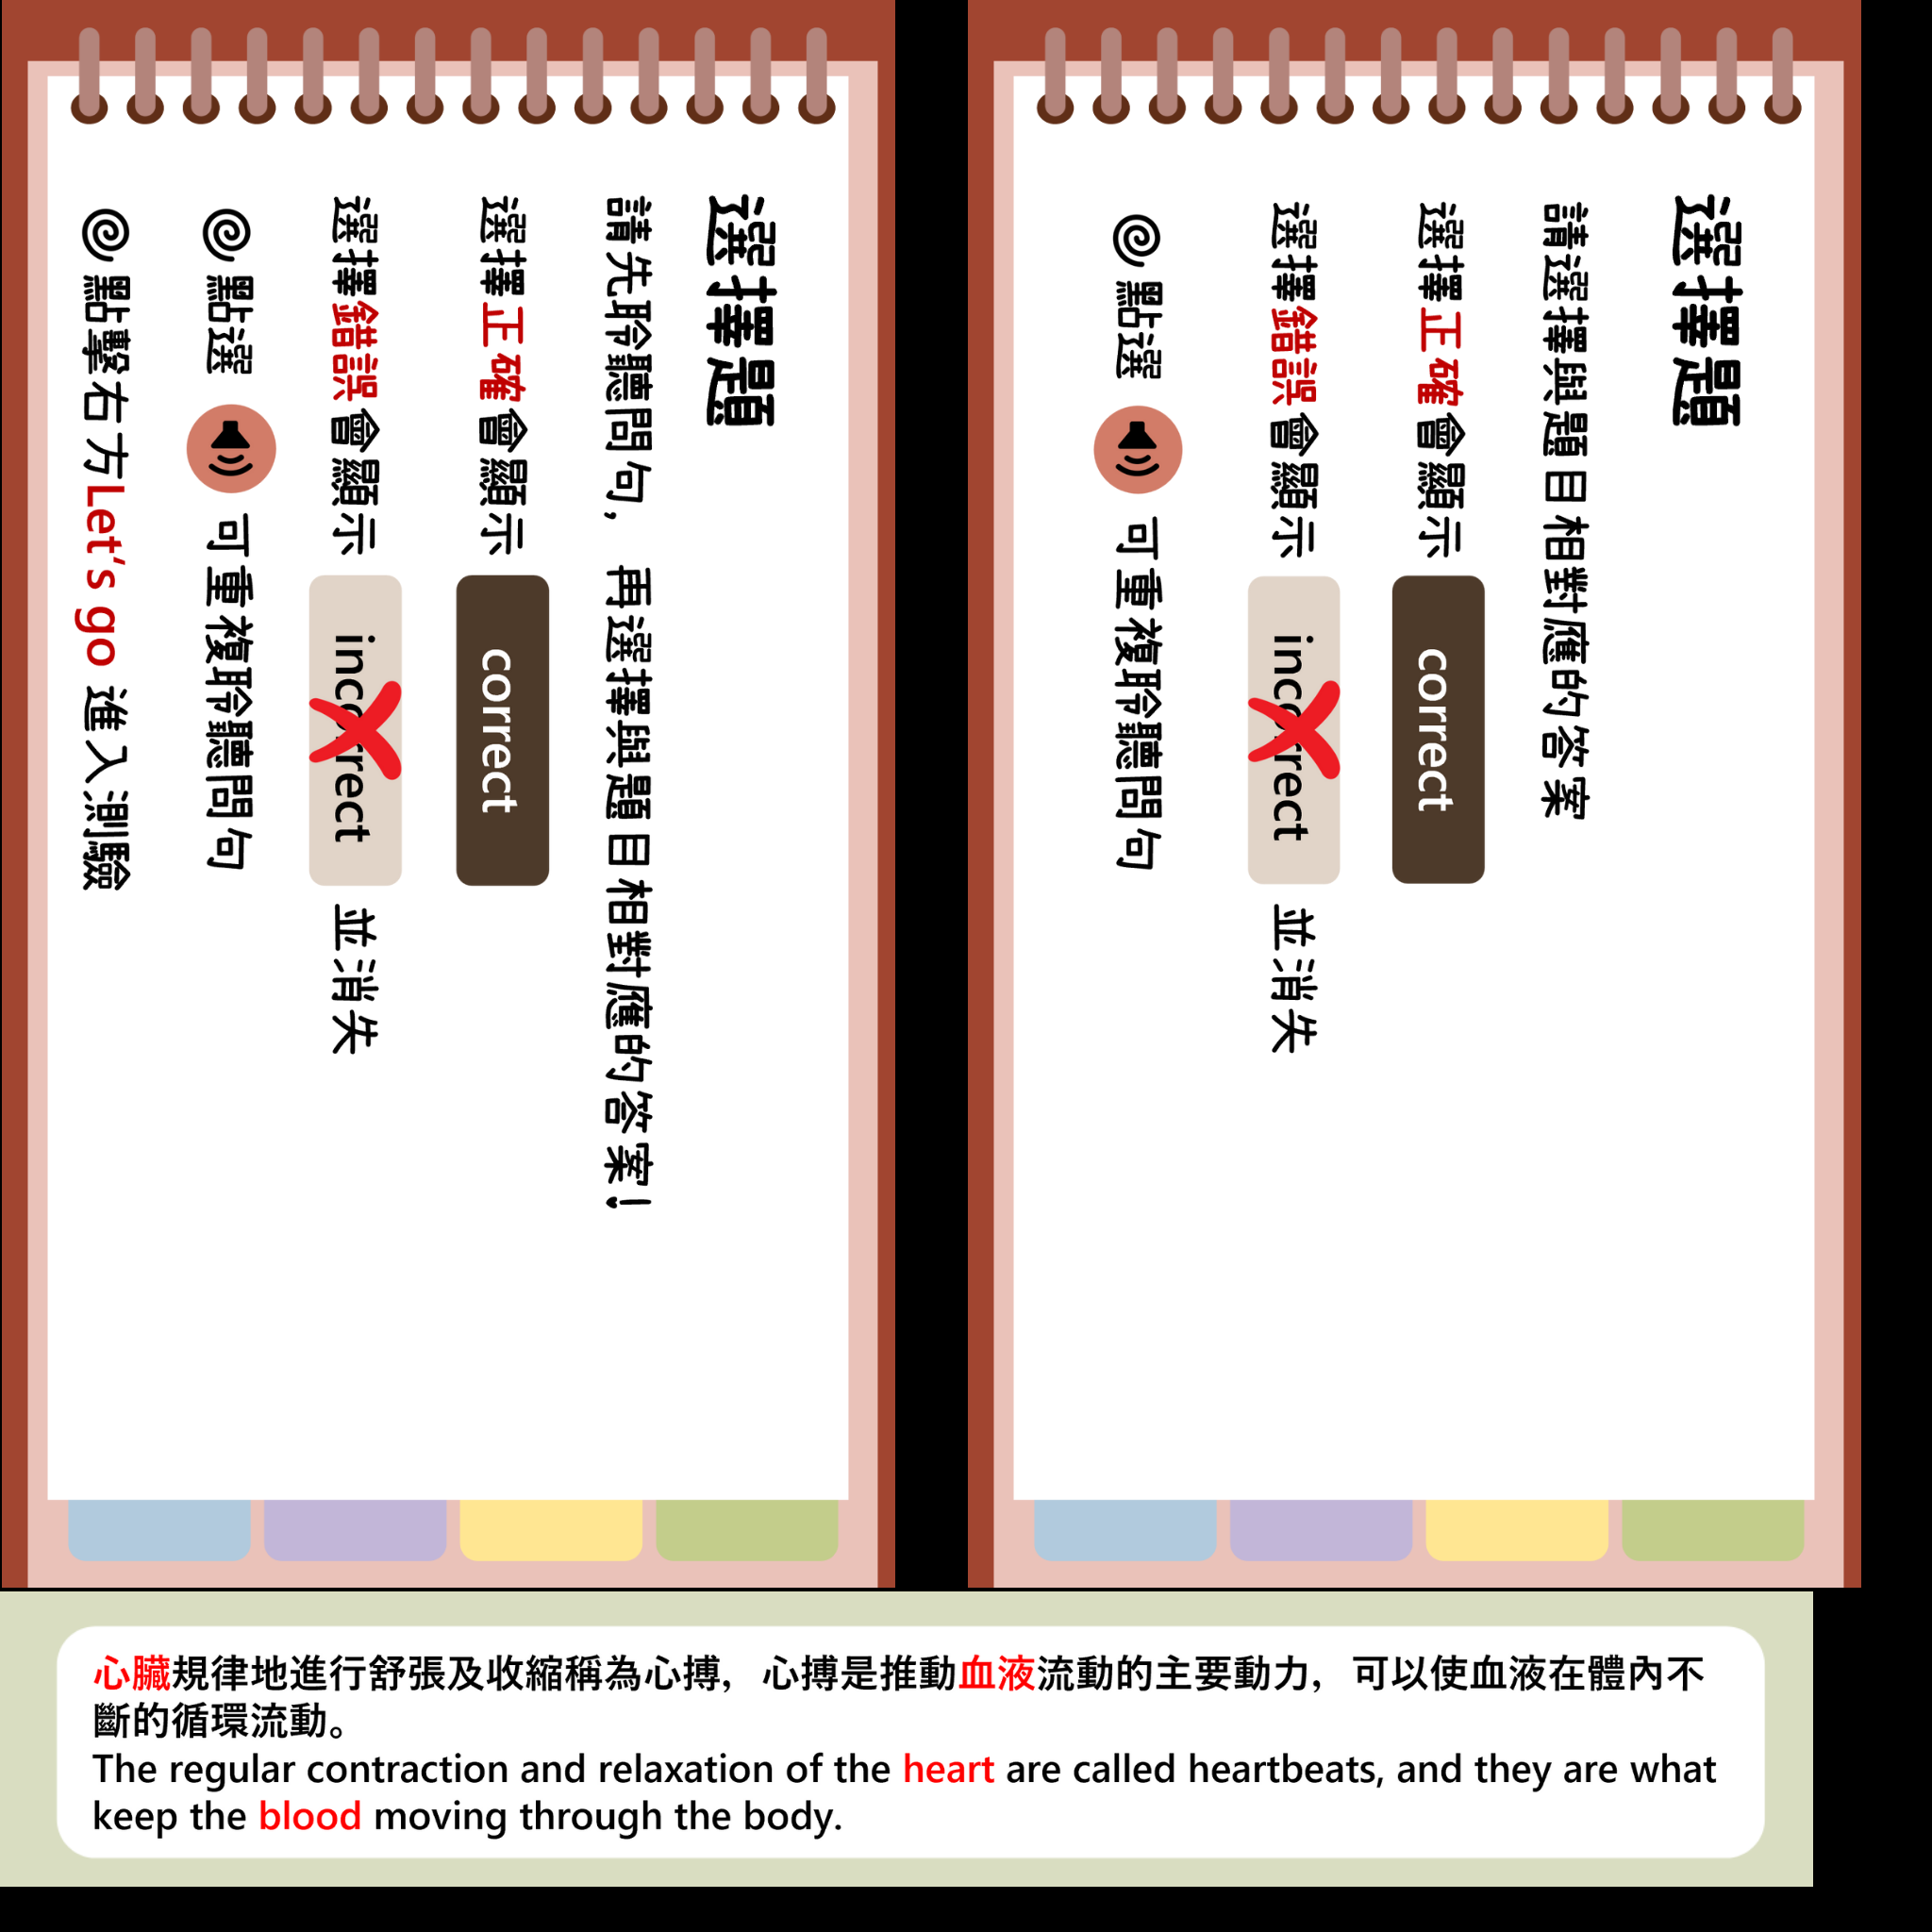 選擇題
請先聆聽問句，再選擇與題目相對應的答案！
選擇正確會顯示 correct
選擇錯誤會顯示 incorrect 並消失
點選 可重複聆聽問句
點擊右方Let's go 進入測驗
選擇題
請選擇與題目相對應的答案
選擇正確會顯示 correct
選擇錯誤會顯示 incorrect 並消失
點選 可重複聆聽問句
心臟規律地進行舒張及收縮稱為心搏，心搏是推動血液流動的主要動力，可以使血液在體內不
斷的循環流動。
The regular contraction and relaxation of the heart are called heartbeats, and they are what
keep the blood moving through the body.